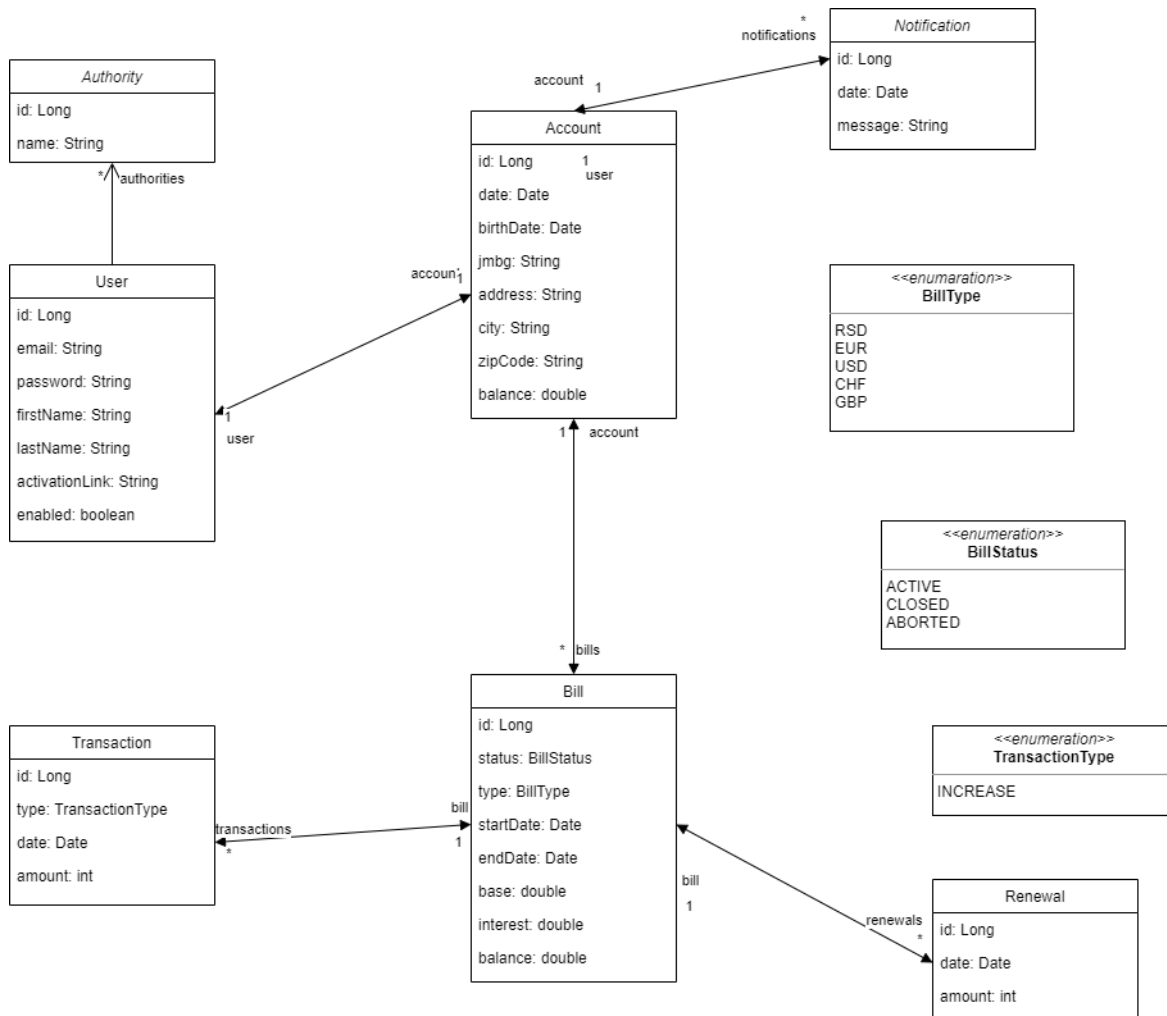 *
notifications
Notification
id: Long
date: Date
message: String
Authority
id: Long
name: String
* authorities
account 1
Account
id: Long
1
user
date: Date
birthDate: Date
jmbg: String
address: String
city: String
zipCode: String
balance: double
account
1
User
id: Long
email: String
password: String
firstName: String
lastName: String
activationLink: String
enabled: boolean
1
user
<<enumaration>>
BillType
RSD
EUR
USD
CHF
GBP
1 account
<<enumeration>>
BillStatus
ACTIVE
CLOSED
ABORTED
* bills
Bill
id: Long
status: BillStatus
type: BillType
startDate: Date
endDate: Date
base: double
interest: double
balance: double
Transaction
id: Long
type: TransactionType
date: Date
amount: int
transactions
*
bill
1
<<enumeration>>
TransactionType
INCREASE
bill
1
renewals
*
Renewal
id: Long
date: Date
amount: int